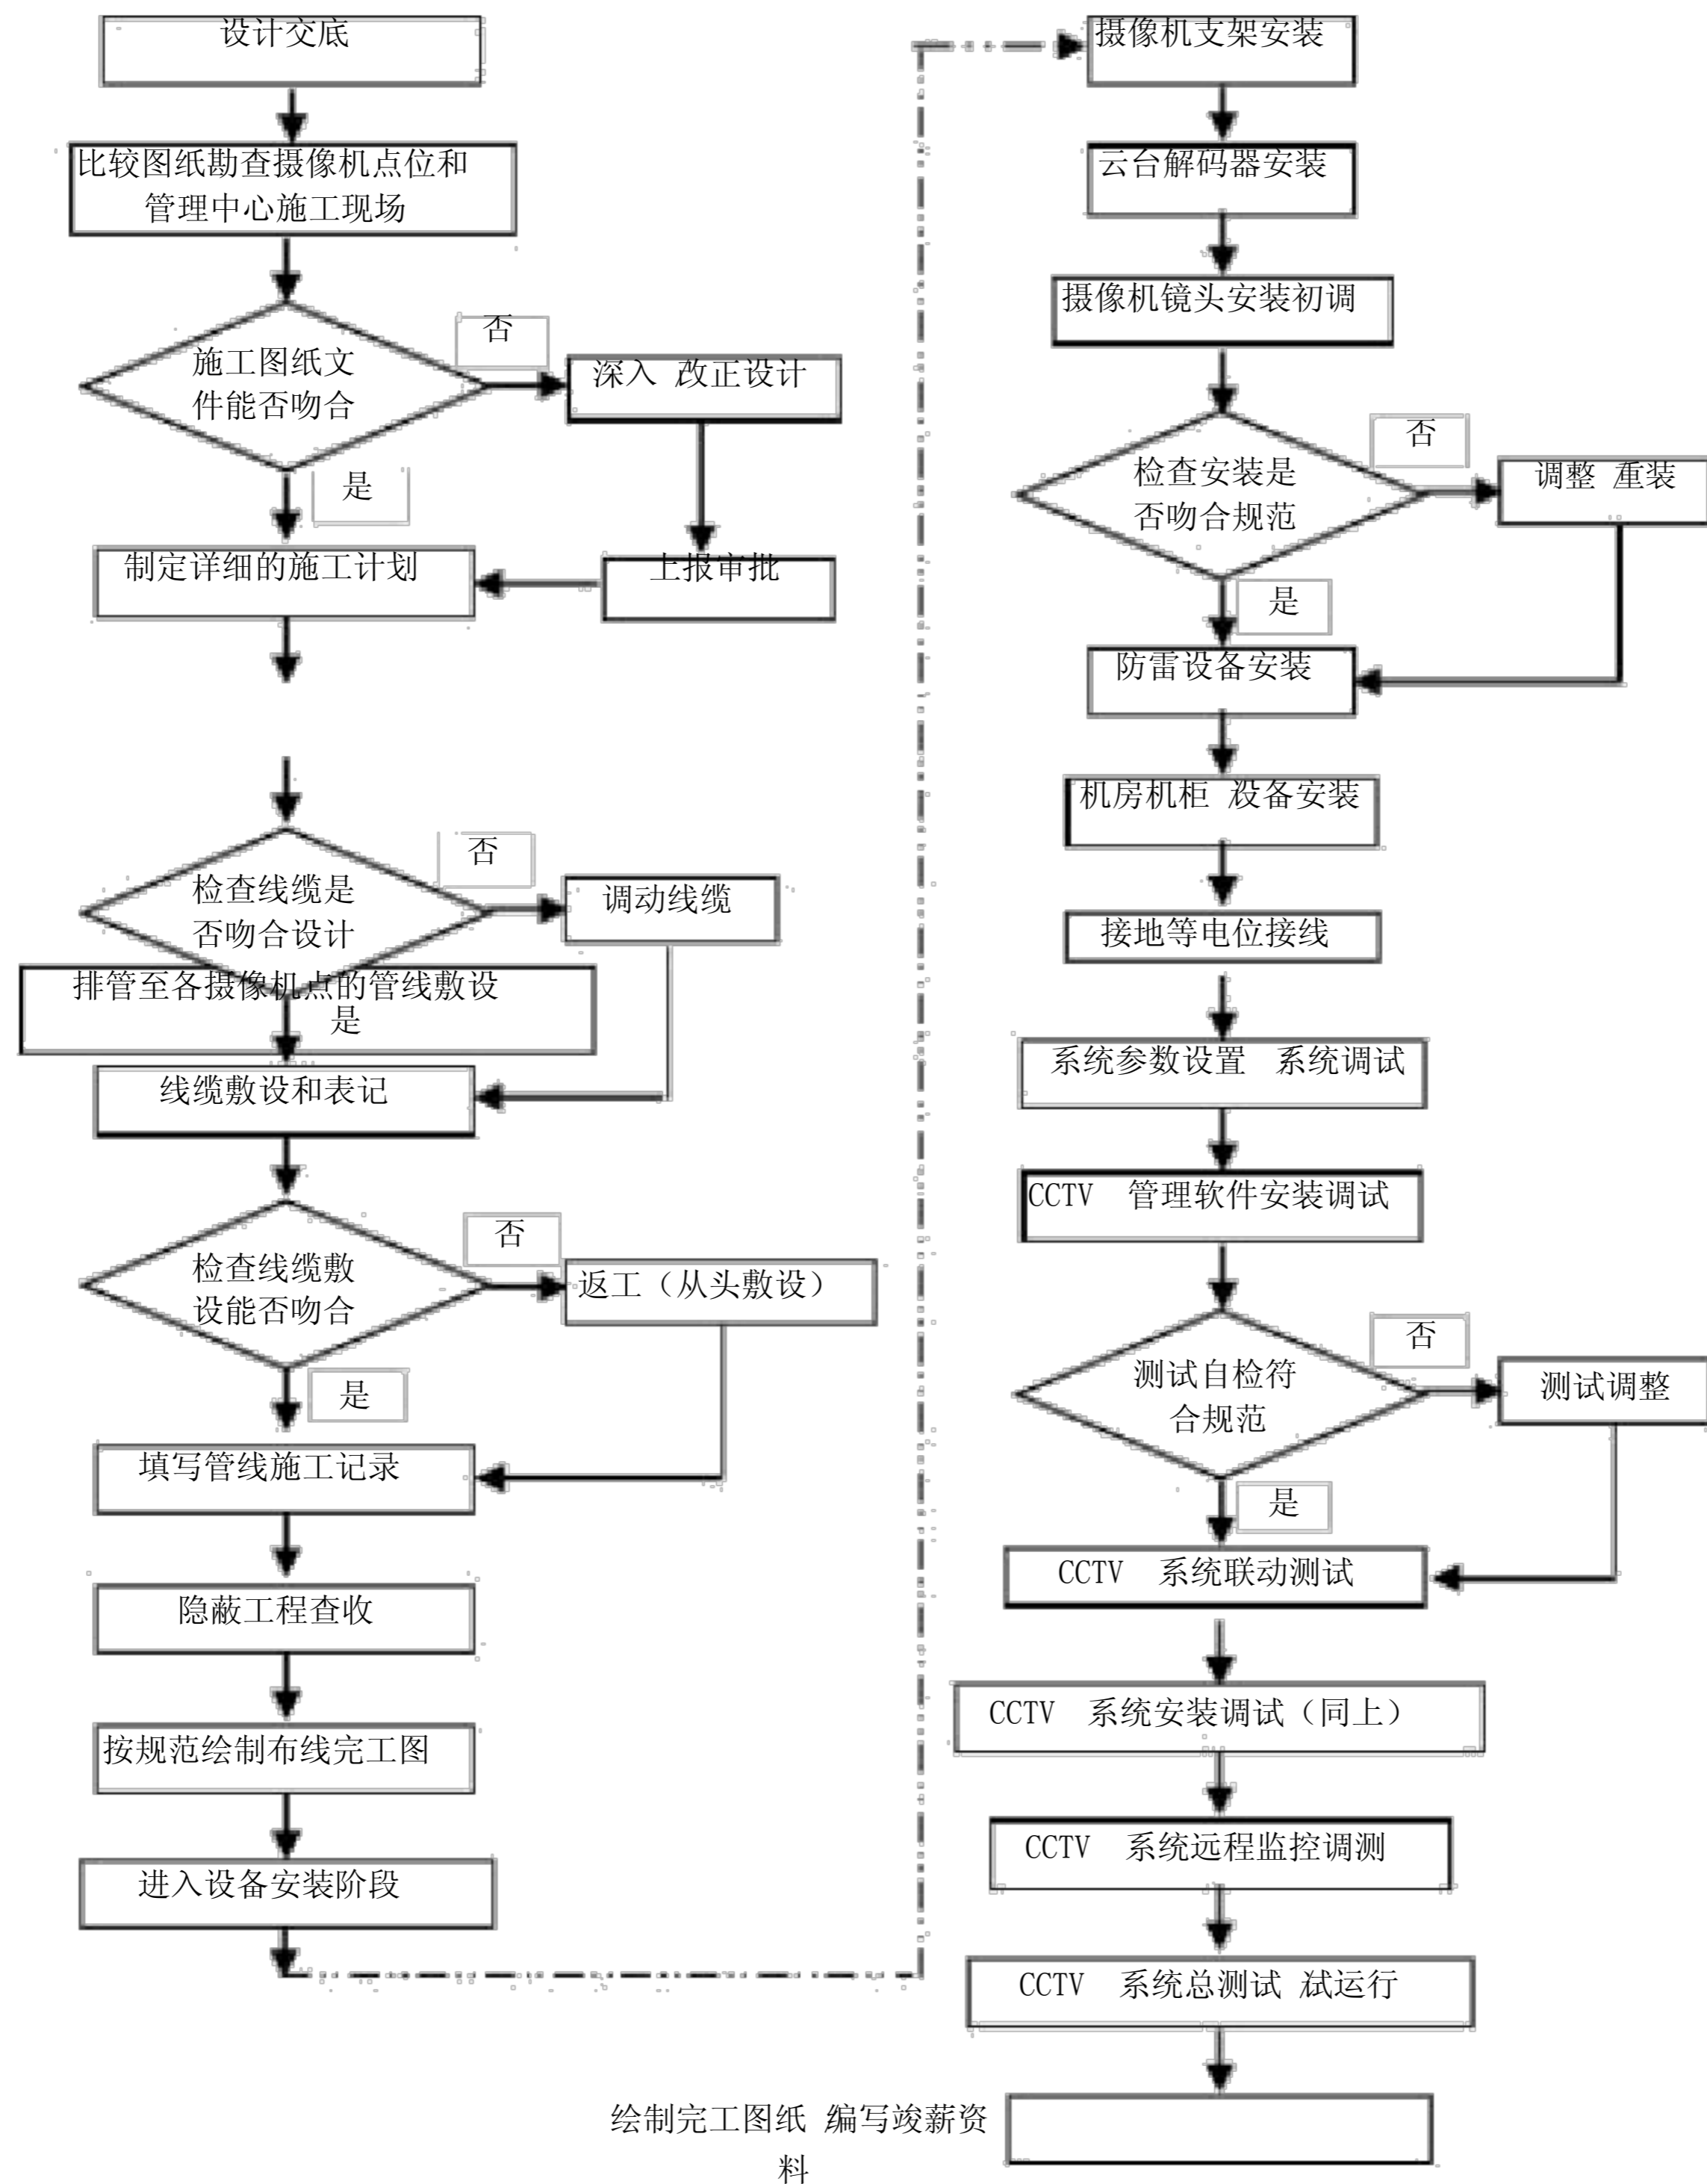 设计交底
比较图纸勘查摄像机点位和
管理中心施工现场
否
施工图纸文
件能否吻合
深入 改正设计
是
制定详细的施工计划
上报审批
否
检查线缆是
否吻合设计
调动线缆
排管至各摄像机点的管线敷设
是
线缆敷设和表记
否
检查线缆敷
设能否吻合
返工（从头敷设）
是
填写管线施工记录
隐蔽工程查收
按规范绘制布线完工图
进入设备安装阶段
摄像机支架安装
云台解码器安装
摄像机镜头安装初调
否
检查安装是
否吻合规范
调整 重装
是
防雷设备安装
机房机柜 设备安装
接地等电位接线
系统参数设置 系统调试
CCTV 管理软件安装调试
否
测试自检符
合规范
测试调整
是
CCTV 系统联动测试
CCTV 系统安装调试（同上）
CCTV 系统远程监控调测
CCTV 系统总测试 试运行
绘制完工图纸 编写竣薪资
料